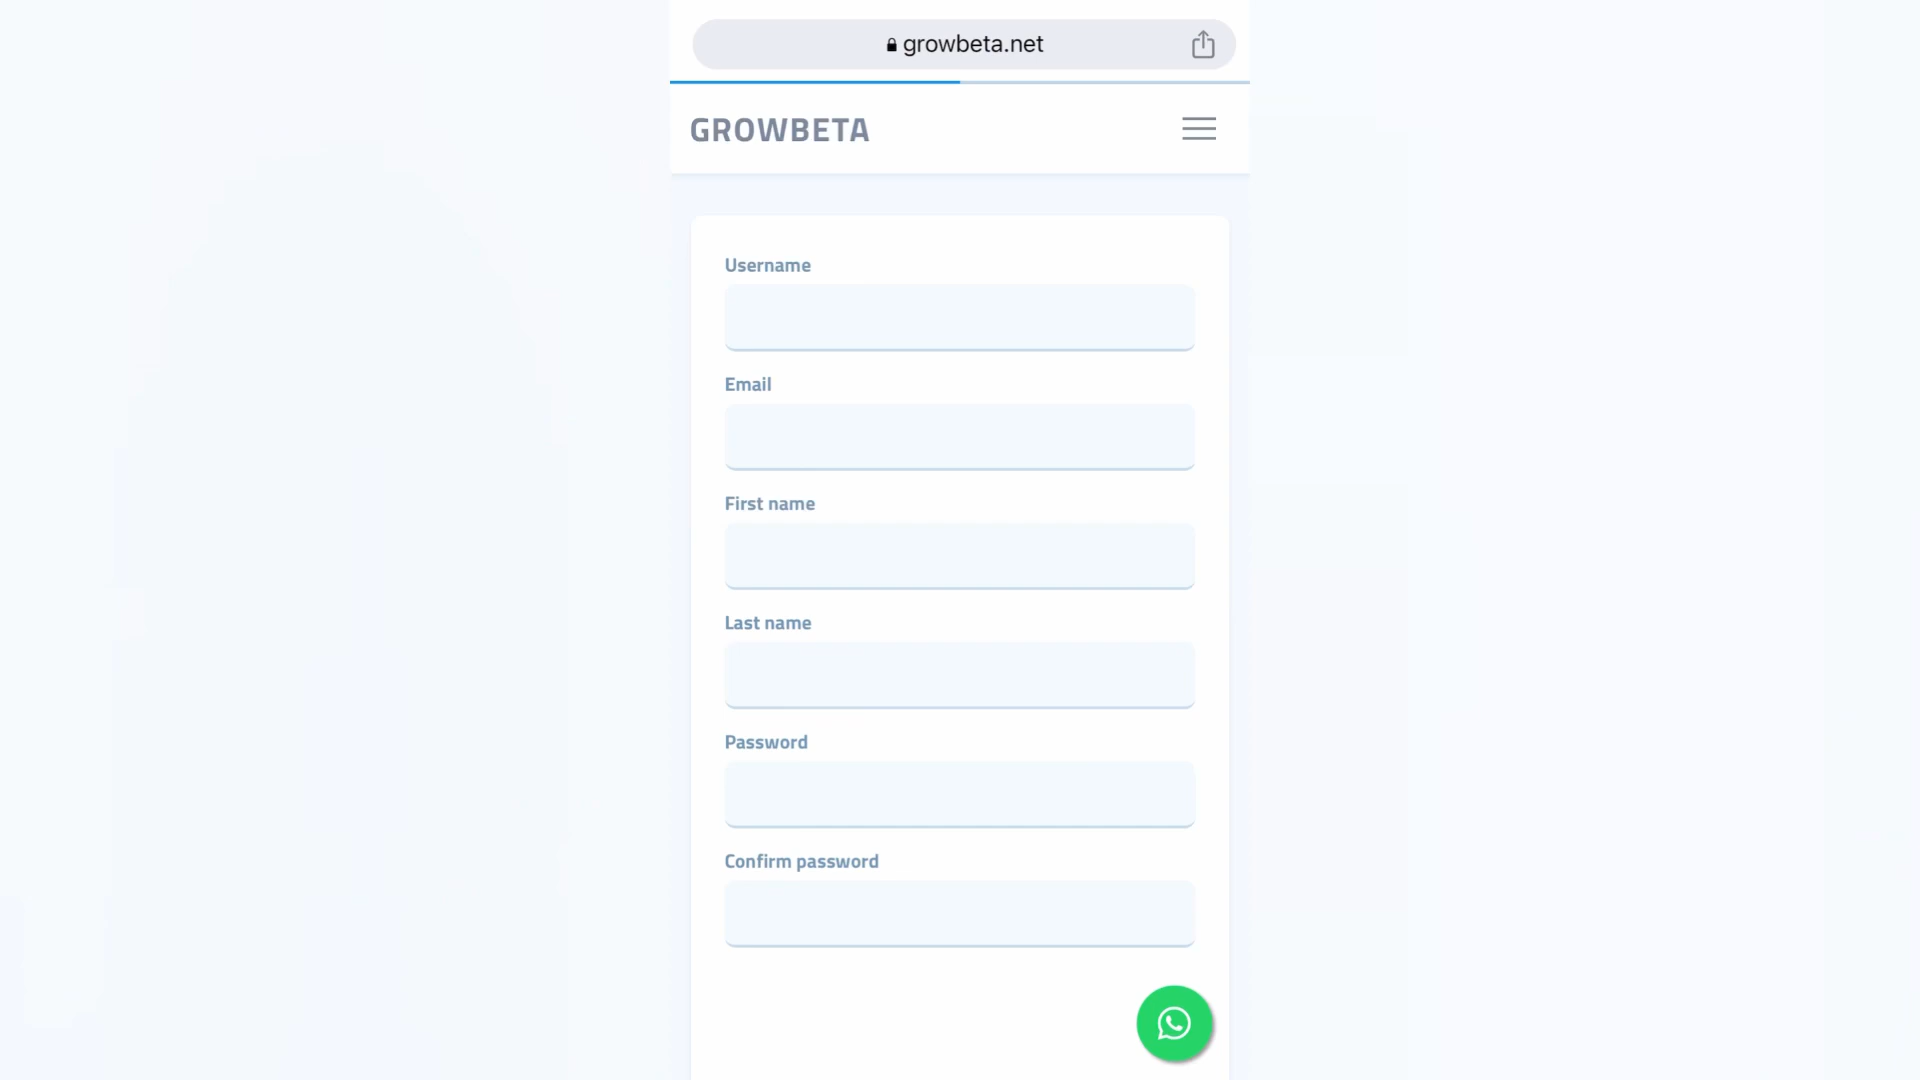 growbeta.net
GROWBETA
Username
Email
First name
Last name
Password
Confirm password